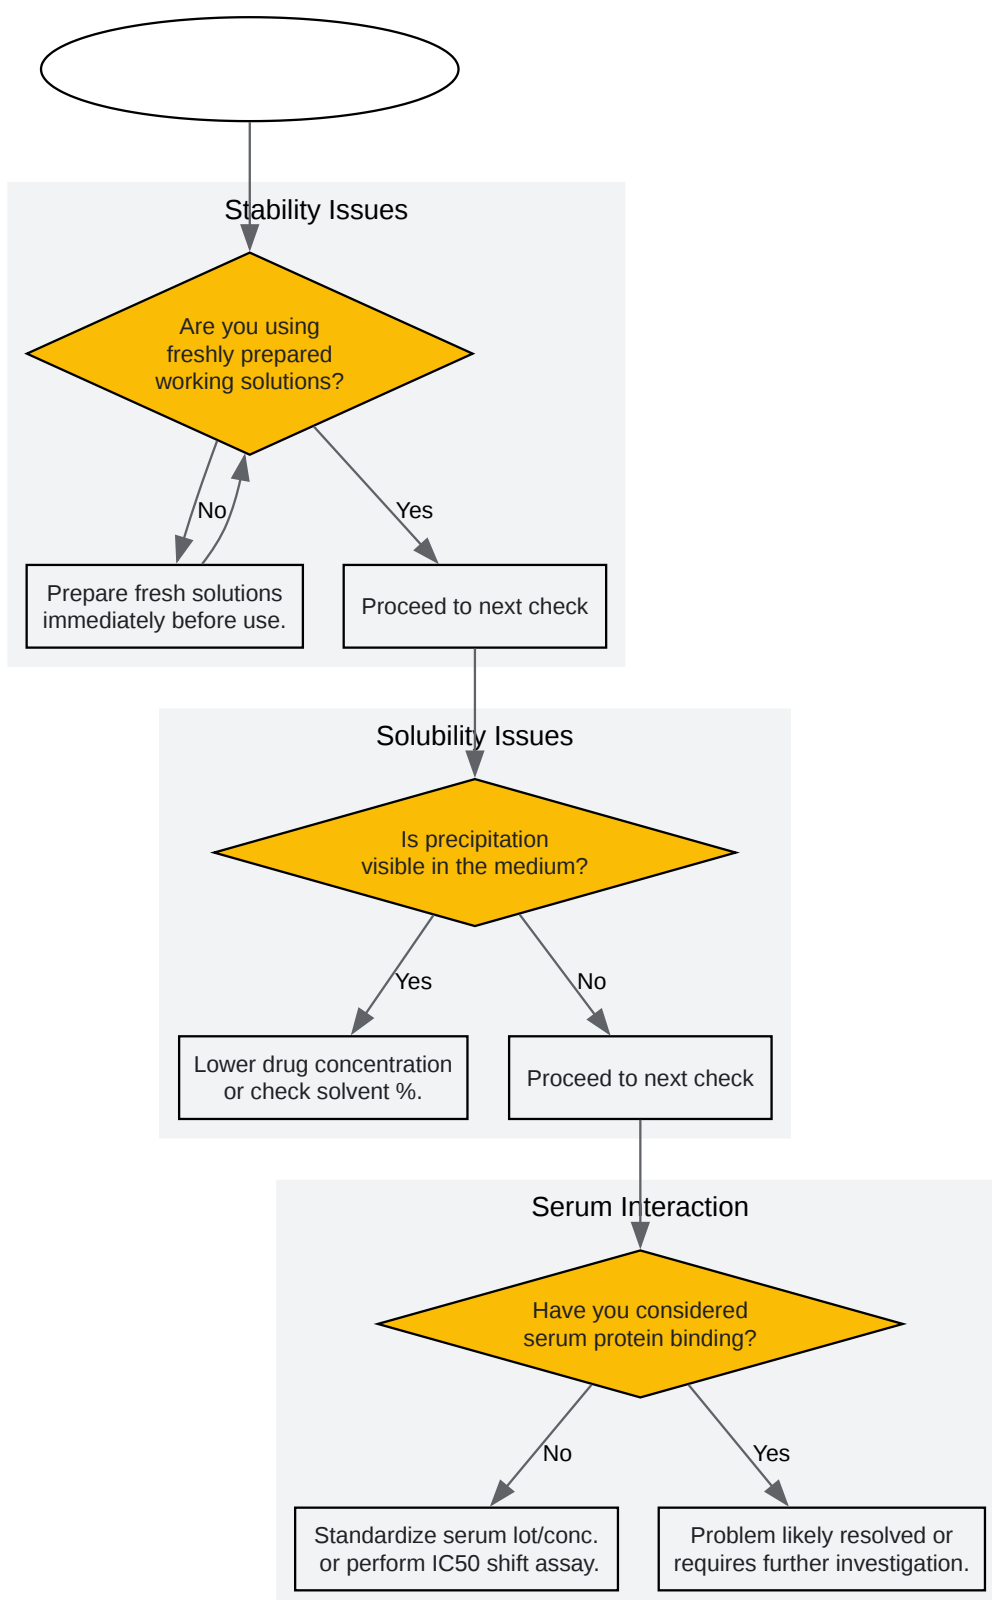 Stability Issues
Are you using
freshly prepared
working solutions?
No
Yes
Prepare fresh solutions
immediately before use.
Proceed to next check
Solubility Issues
Is precipitation
visible in the medium?
Yes
No
Lower drug concentration
or check solvent %.
Proceed to next check
Serum Interaction
Have you considered
serum protein binding?
No
Yes
Standardize serum lot/conc.
or perform IC50 shift assay.
Problem likely resolved or
requires further investigation.